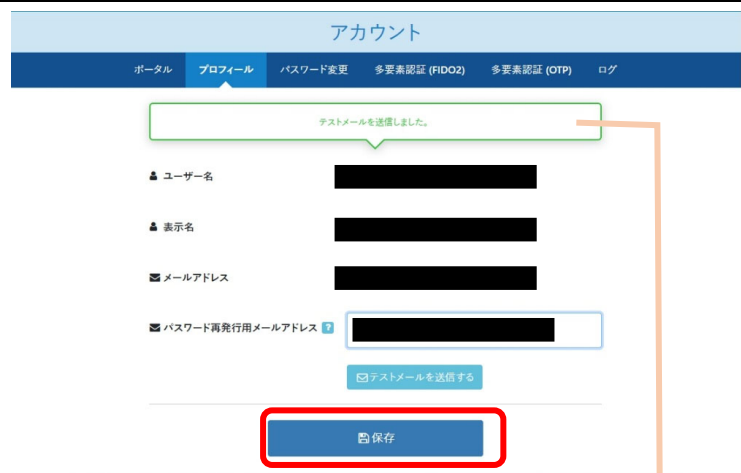 アカウント
ポータル プロフィール パスワード変更 多要素認証 (FIDO2) 多要素認証 (OTP) ログ
テストメールを送信しました。
ユーザー名
表示名
メールアドレス
パスワード再発行用メールアドレス ?
テストメールを送信する
保存